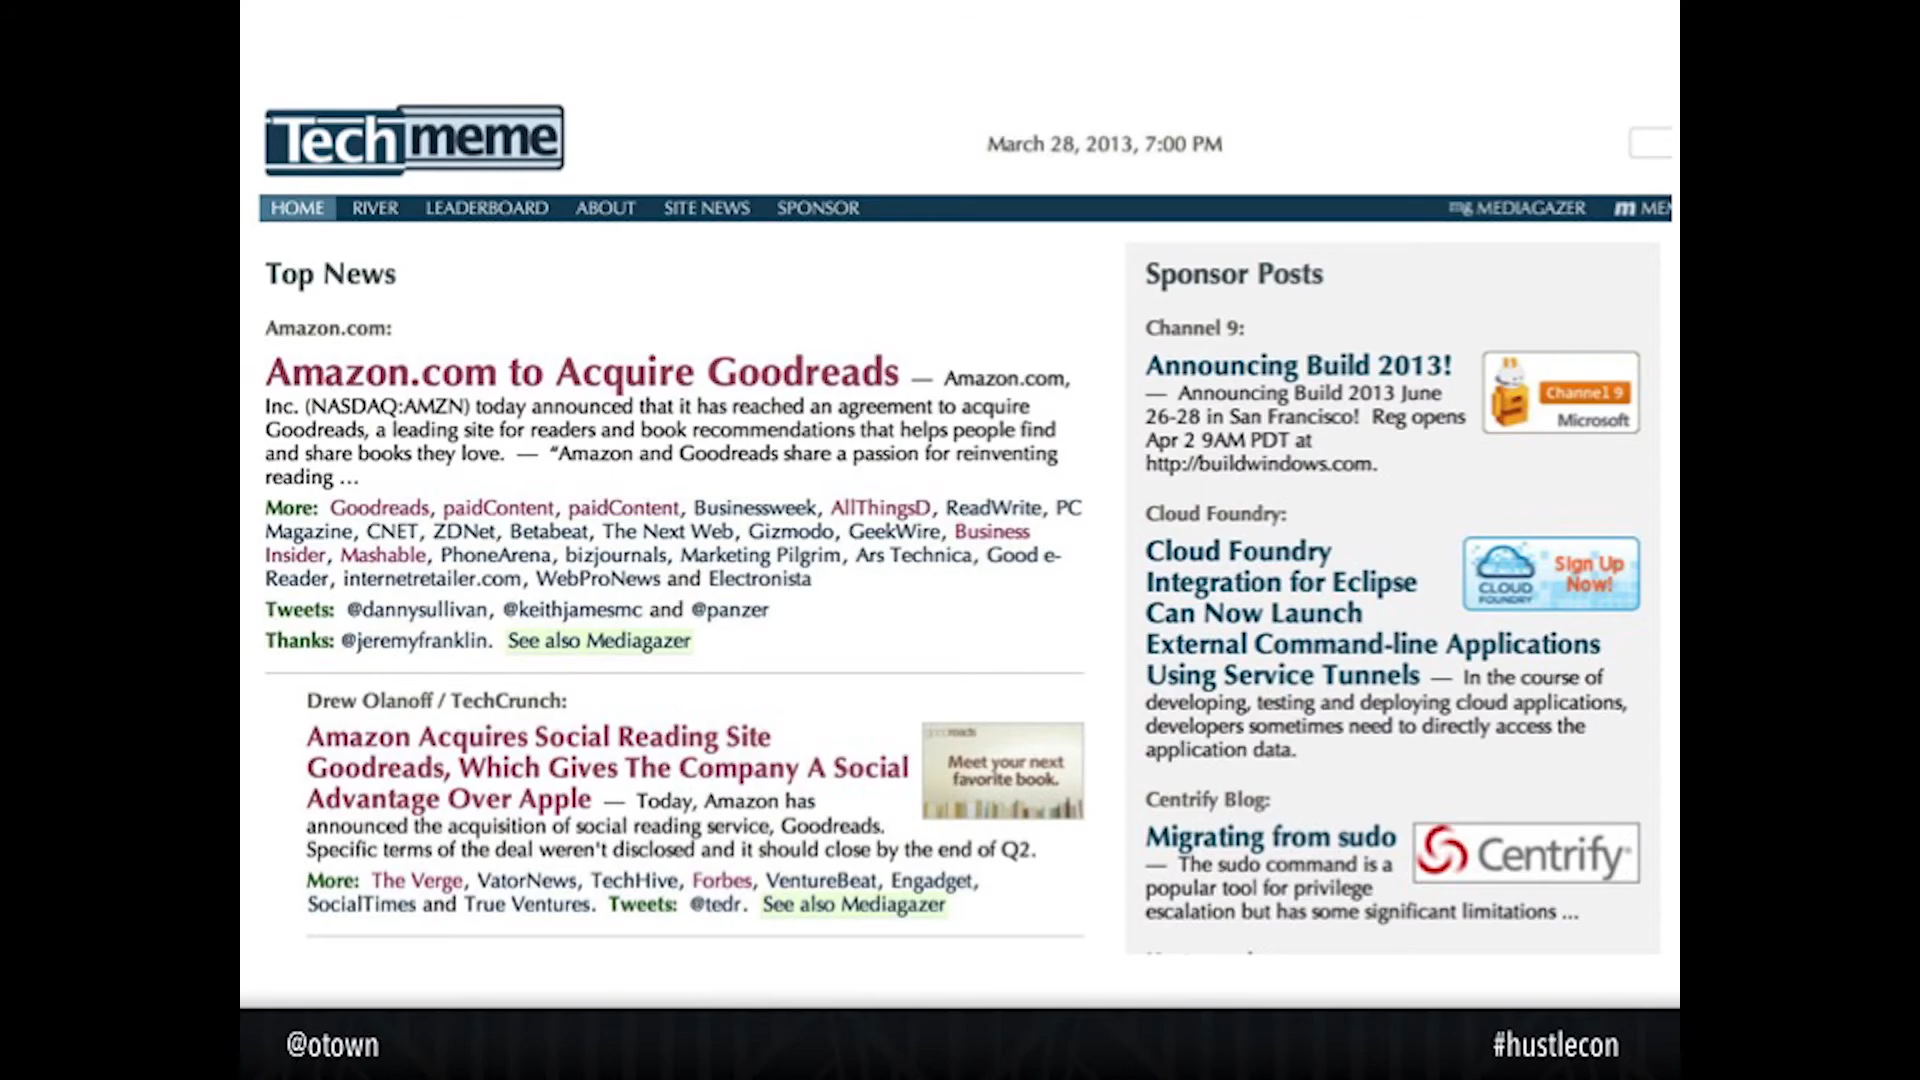 Techmeme
March 28, 2013, 7:00 PM
HOME RIVER LEADERBOARD ABOUT SITE NEWS SPONSOR
mg MEDIAGAZER m
Top News
Amazon.com:
Amazon.com to Acquire Goodreads — Amazon.com,
Inc. (NASDAQ:AMZN) today announced that it has reached an agreement to acquire
Goodreads, a leading site for readers and book recommendations that helps people find
and share books they love. — “Amazon and Goodreads share a passion for reinventing
reading …
More: Goodreads, paidContent, paidContent, Businessweek, AllThingsD, ReadWrite, PC
Magazine, CNET, ZDNet, Betabeat, The Next Web, Gizmodo, GeekWire, Business
Insider, Mashable, PhoneArena, bizjournals, Marketing Pilgrim, Ars Technica, Good e-
Reader, internetretailer.com, WebProNews and Electronista
Tweets: @dannysullivan, @keithjamesmc and @panzer
Thanks: @jeremyfranklin. See also Mediagazer
Drew Olanoff / TechCrunch:
Amazon Acquires Social Reading Site
Goodreads, Which Gives The Company A Social
Advantage Over Apple — Today, Amazon has
announced the acquisition of social reading service, Goodreads.
Specific terms of the deal weren't disclosed and it should close by the end of Q2.
More: The Verge, VatorNews, TechHive, Forbes, VentureBeat, Engadget,
SocialTimes and True Ventures. Tweets: @tedr. See also Mediagazer
goodreads
Meet your next
favorite book.
Sponsor Posts
Channel 9:
Announcing Build 2013!
— Announcing Build 2013 June
26-28 in San Francisco! Reg opens
Apr 2 9AM PDT at
http://buildwindows.com.
Channel 9
Microsoft
Cloud Foundry:
Cloud Foundry
Integration for Eclipse
Can Now Launch
External Command-line Applications
Using Service Tunnels — In the course of
developing, testing and deploying cloud applications,
developers sometimes need to directly access the
application data.
CLOUD
FOUNDRY
Sign Up
Now!
Centrify Blog:
Migrating from sudo
— The sudo command is a
popular tool for privilege
escalation but has some significant limitations ...
Centrify
@otown
#hustlecon